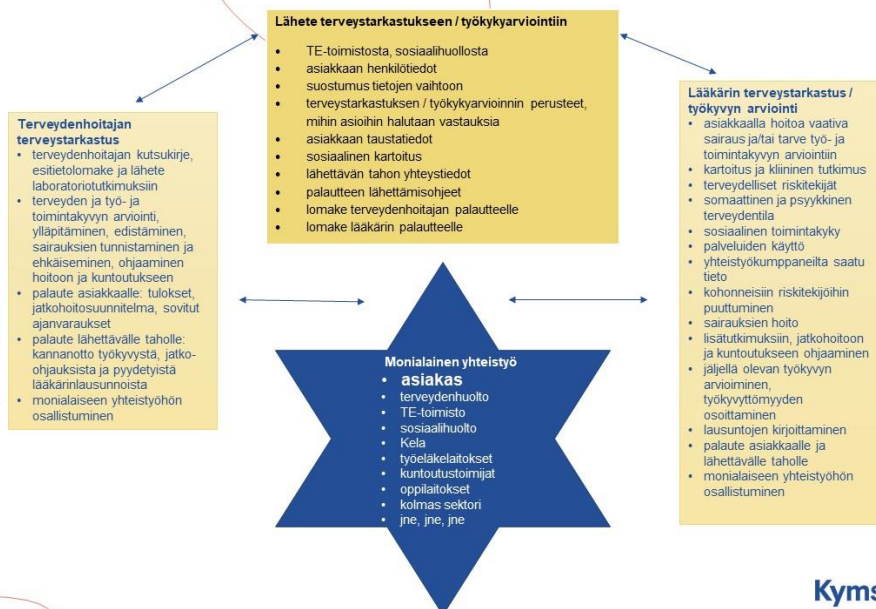 Lähete terveystarkastukseen / työkykyarviointiin
• TE-toimistosta, sosiaalihuollosta
• asiakkaan henkilötiedot
• suostumus tietojen vaihtoon
• terveystarkastuksen / työkykyarvioinnin perusteet,
mihin asioihin halutaan vastauksia
• asiakkaan taustatiedot
• sosiaalinen kartoitus
• lähettävän tahon yhteystiedot
• palautteen lähettämisohjeet
• lomake terveydenhoitajan palautteelle
• lomake lääkärin palautteelle
Terveydenhoitajan
terveystarkastus
• terveydenhoitajan kutsukirje,
esitietolomake ja lähete
laboratoriotutkimuksiin
• terveyden ja työ- ja
toimintakyvyn arviointi,
ylläpitäminen, edistäminen,
sairauksien tunnistaminen ja
ehkäiseminen, ohjaaminen
hoitoon ja kuntoutukseen
• palaute asiakkaalle: tulokset,
jatkohoitosuunnitelma, sovitut
ajanvaraukset
• palaute lähettävälle taholle:
kannanotto työkyvystä, jatko-
ohjauksista ja pyydetyistä
lääkärinlausunnoista
• monialaiseen yhteistyöhön
osallistuminen
Monialainen yhteistyö
• asiakas
• terveydenhuolto
• TE-toimisto
• sosiaalihuolto
• Kela
• työeläkelaitokset
• kuntoutustoimijat
• oppilaitokset
• kolmas sektori
• jne, jne, jne
Lääkärin terveystarkastus /
työkyvyn arviointi
• asiakkaalla hoitoa vaativa
sairaus ja/tai tarve työ- ja
toimintakyvyn arviointiin
• kartoitus ja kliininen tutkimus
• terveydelliset riskitekijät
• somaattinen ja psyykkinen
terveydentila
• sosiaalinen toimintakyky
• palveluiden käyttö
• yhteistyökumppaneilta saatu
tieto
• kohonneisiin riskitekijöihin
puuttuminen
• sairauksien hoito
• lisätutkimuksiin, jatkohoitoon
ja kuntoutukseen ohjaaminen
• jäljellä olevan työkyvyn
arvioiminen,
työkyvyttömyyden
osoittaminen
• lausuntojen kirjoittaminen
• palaute asiakkaalle ja
lähettävälle taholle
• monialaiseen yhteistyöhön
osallistuminen
Kyms